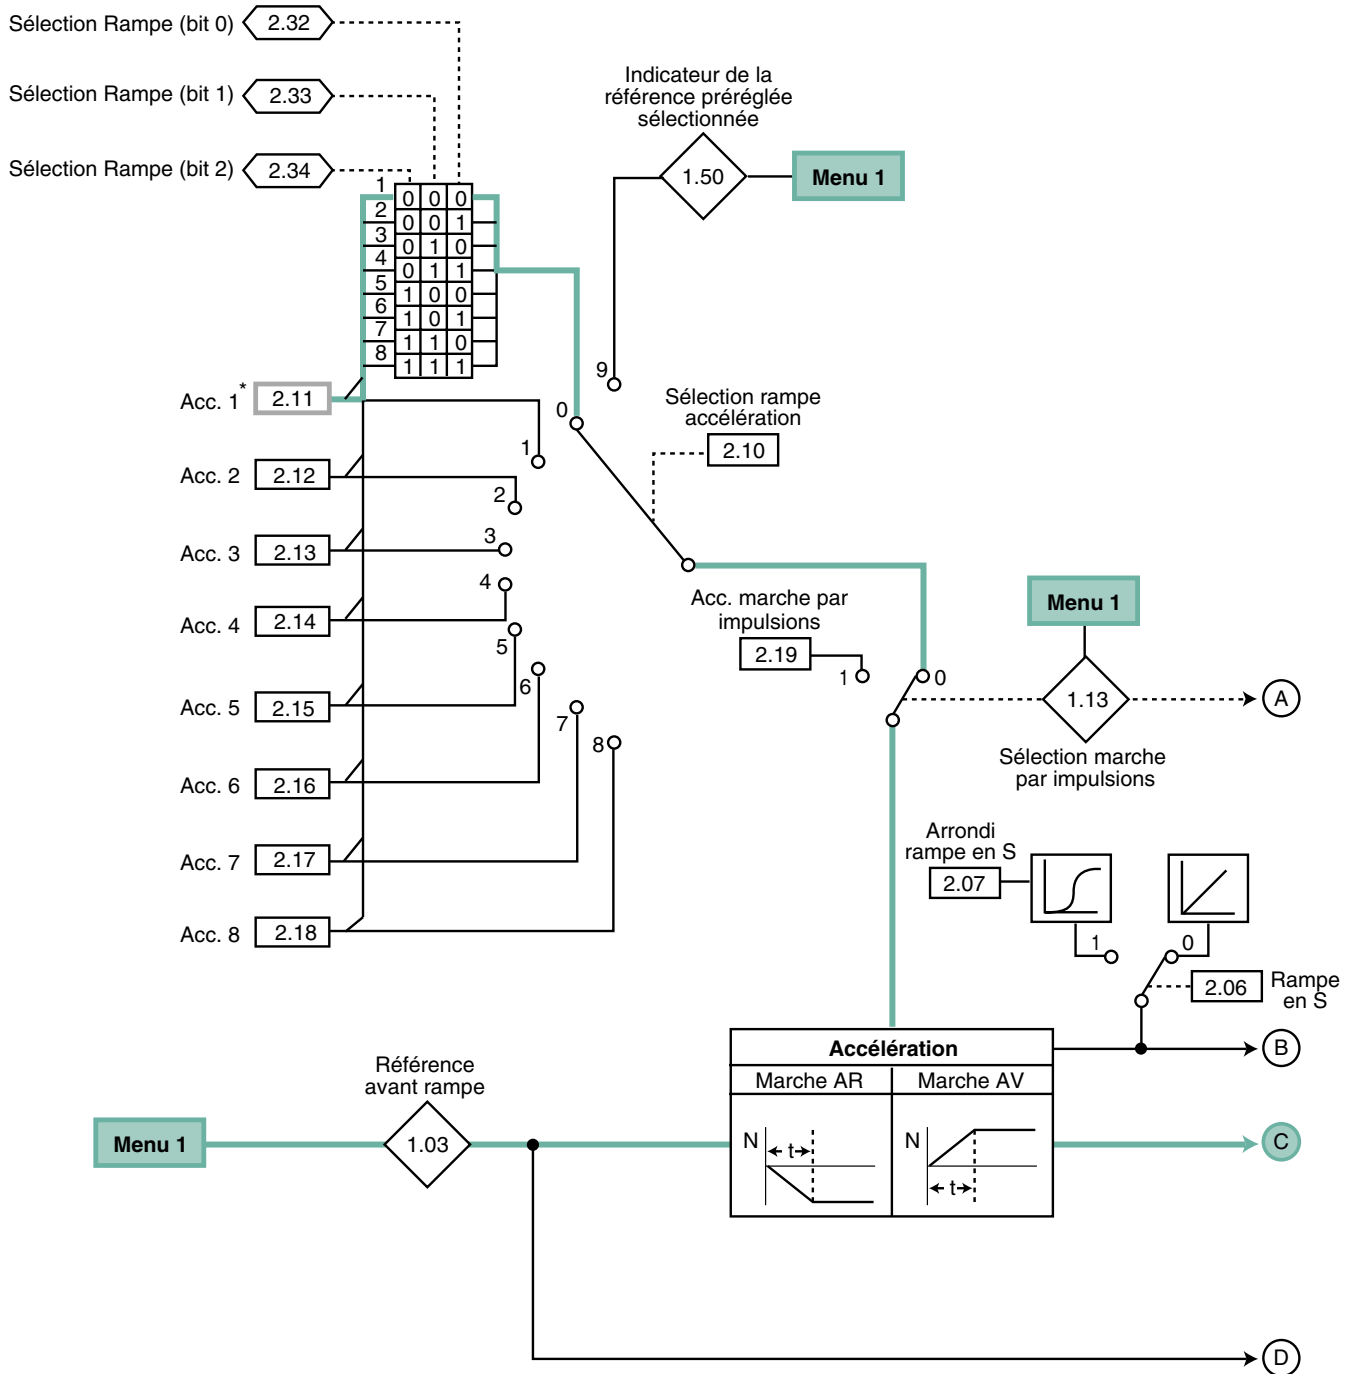 Sélection Rampe (bit 0) 2.32
Sélection Rampe (bit 1) 2.33
Sélection Rampe (bit 2) 2.34
1 0 0 0
2 0 0 1
3 0 1 0
4 0 1 1
5 1 0 0
6 1 0 1
7 1 1 0
8 1 1 1
Indicateur de la
référence préréglée
sélectionnée
1.50
Menu 1
9
0
Sélection rampe
accélération
2.10
Acc. 1* 2.11
1
Acc. 2 2.12
2
Acc. 3 2.13
3
4
Acc. 4 2.14
5
Acc. 5 2.15
6
Acc. 6 2.16
7
Acc. 7 2.17
8
Acc. 8 2.18
Acc. marche par
impulsions
2.19
1
0
Menu 1
1.13
A
Sélection marche
par impulsions
Arrondi
rampe en S
2.07
1
0
2.06
Rampe
en S
Accélération
B
Marche AR
Marche AV
N
t
N
t
C
Référence
avant rampe
Menu 1
1.03
D